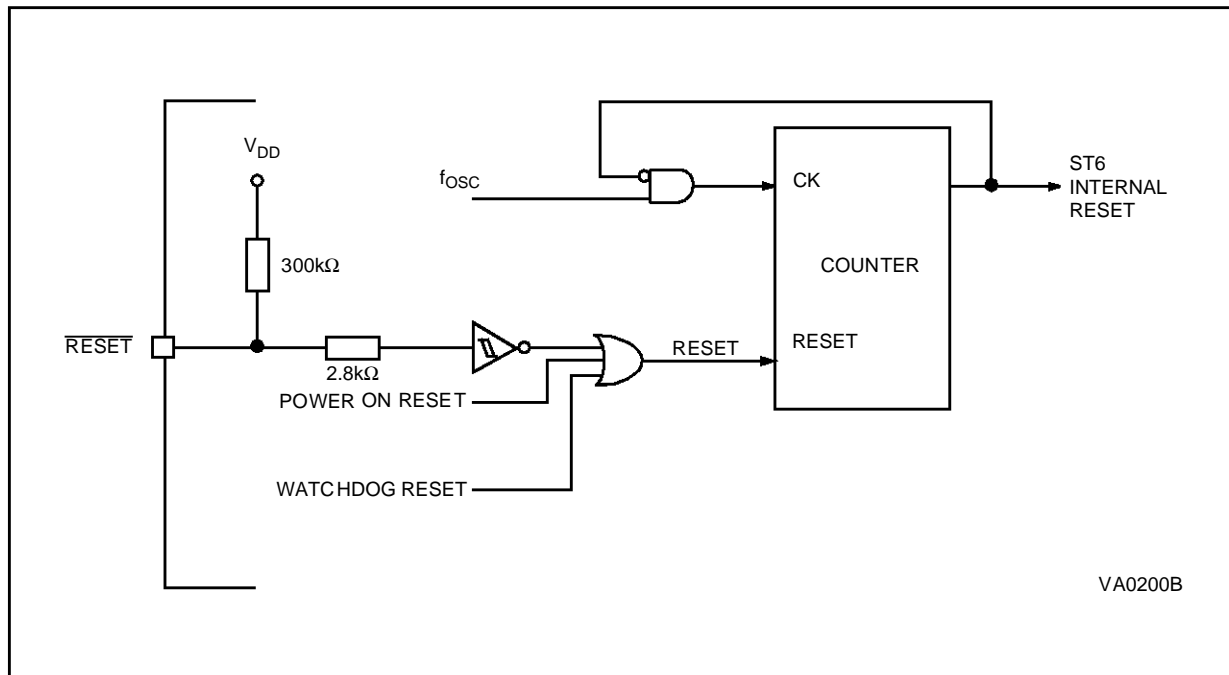 V_DD
f_OSC
300kΩ
CK
ST6
INTERNAL
RESET
COUNTER
RESET
2.8kΩ
RESET
RESET
POWER ON RESET
WATCHDOG RESET
VA0200B